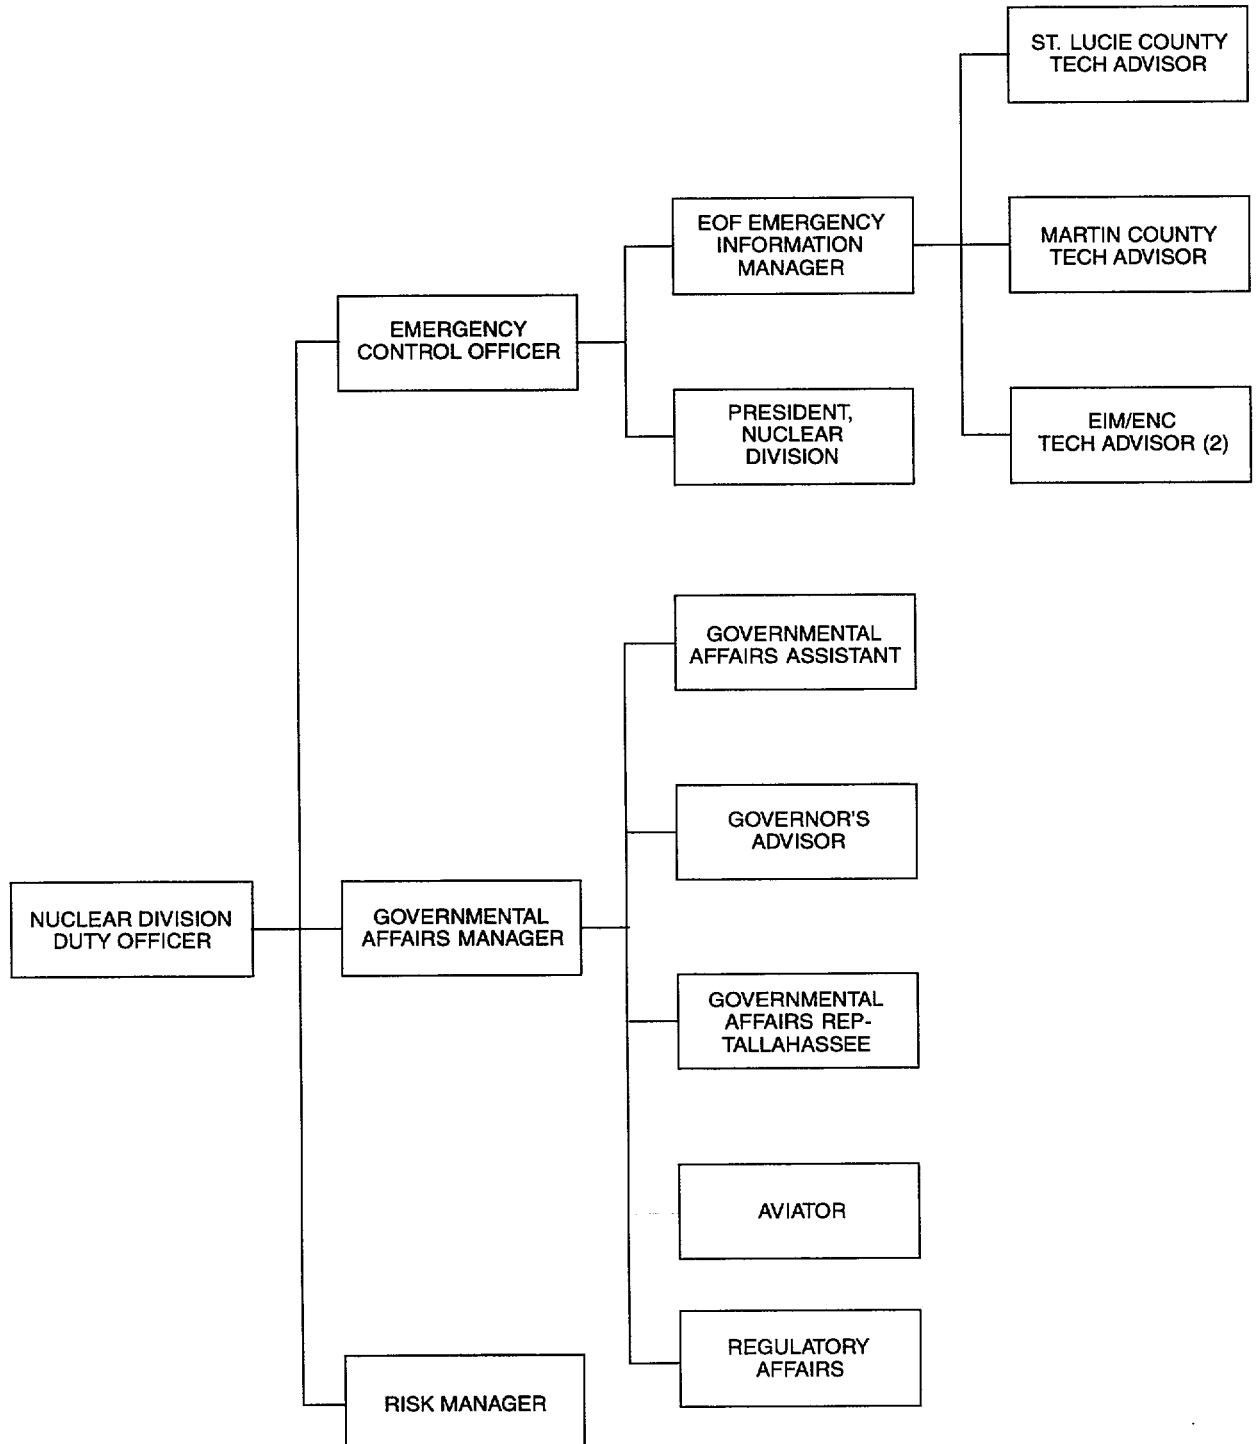 ST. LUCIE COUNTY
TECH ADVISOR
EOF EMERGENCY
INFORMATION
MANAGER
MARTIN COUNTY
TECH ADVISOR
EMERGENCY
CONTROL OFFICER
PRESIDENT,
NUCLEAR
DIVISION
EIM/ENC
TECH ADVISOR (2)
GOVERNMENTAL
AFFAIRS ASSISTANT
GOVERNOR'S
ADVISOR
NUCLEAR DIVISION
DUTY OFFICER
GOVERNMENTAL
AFFAIRS MANAGER
GOVERNMENTAL
AFFAIRS REP-
TALLAHASSEE
AVIATOR
REGULATORY
AFFAIRS
RISK MANAGER